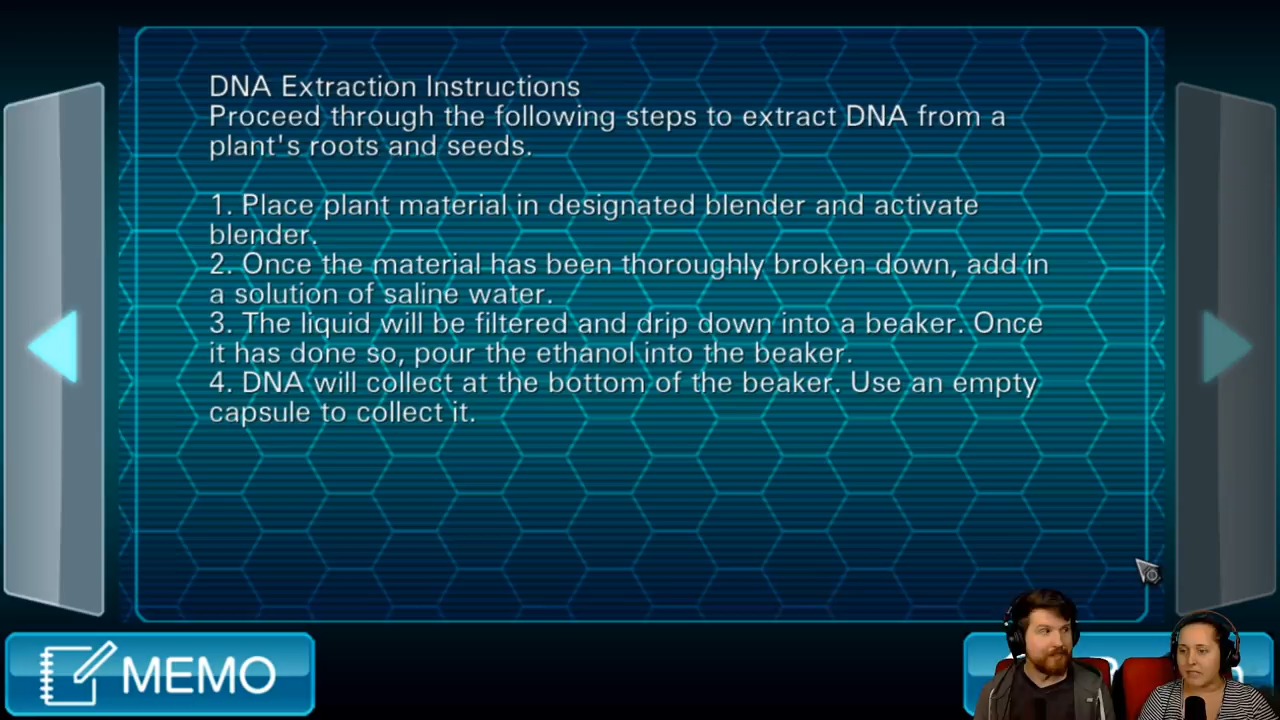 DNA Extraction Instructions
Proceed through the following steps to extract DNA from a
plant's roots and seeds.
1. Place plant material in designated blender and activate
blender.
2. Once the material has been thoroughly broken down, add in
a solution of saline water.
3. The liquid will be filtered and drip down into a beaker. Once
it has done so, pour the ethanol into the beaker.
4. DNA will collect at the bottom of the beaker. Use an empty
capsule to collect it.
MEMO